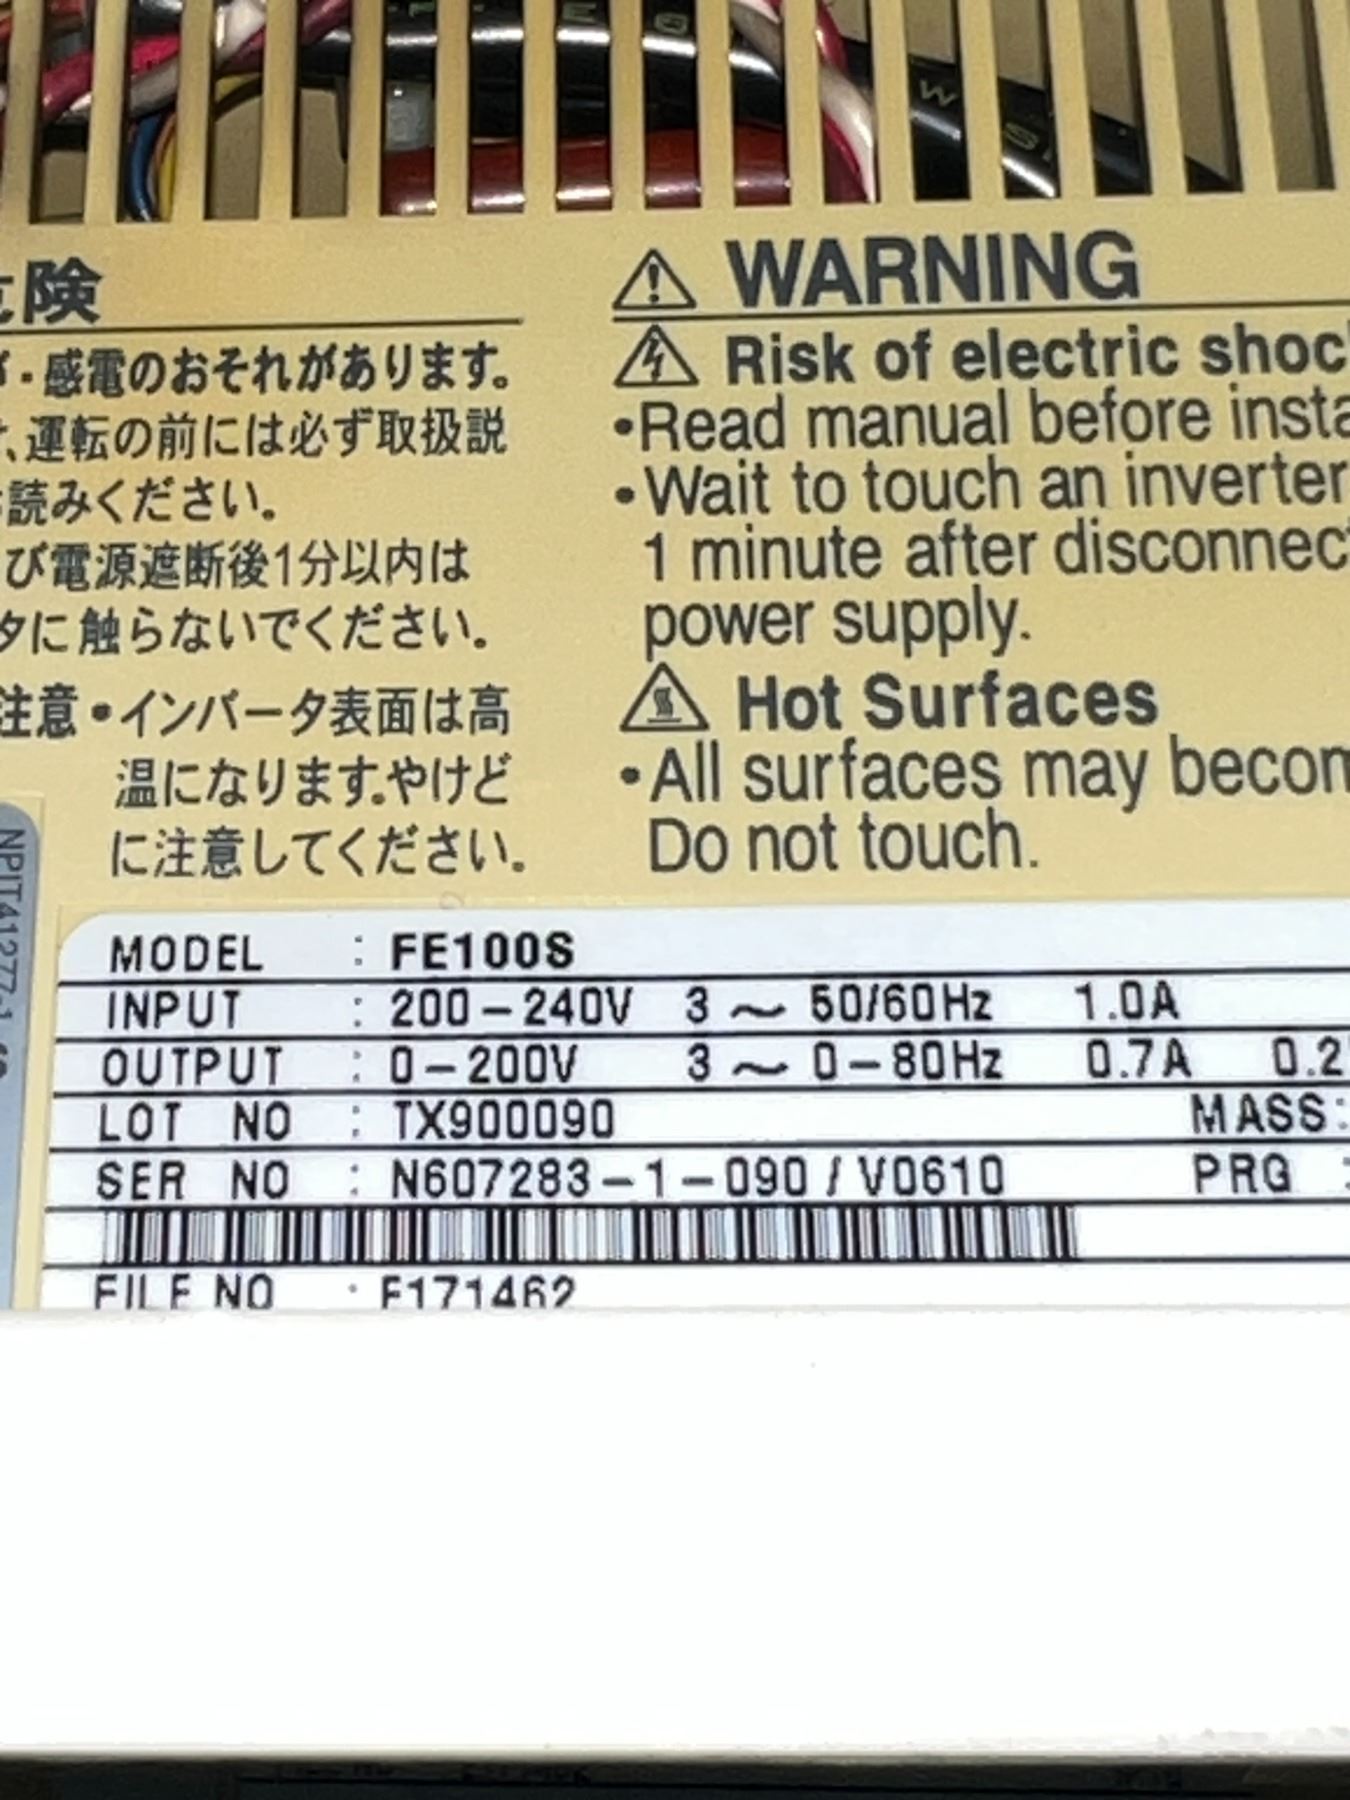 危険
・感電のおそれがあります。
、運転の前には必ず取扱説
読みください。
び電源遮断後1分以内は
タに触らないでください。
注意 •インバータ表面は高
温になります。やけど
に注意してください。
WARNING
Risk of electric shoc
•Read manual before insta
•Wait to touch an inverter
1 minute after disconnect
power supply.
Hot Surfaces
•All surfaces may becom
Do not touch.
NPJT41277-1
MODEL : FE100S
INPUT : 200-240V 3～ 50/60Hz 1.0A
OUTPUT : 0-200V 3～ 0-80Hz 0.7A 0.2
LOT NO : TX900090 MASS:
SER NO : N607283-1-090 / V0610 PRG :
FILE NO : E171462